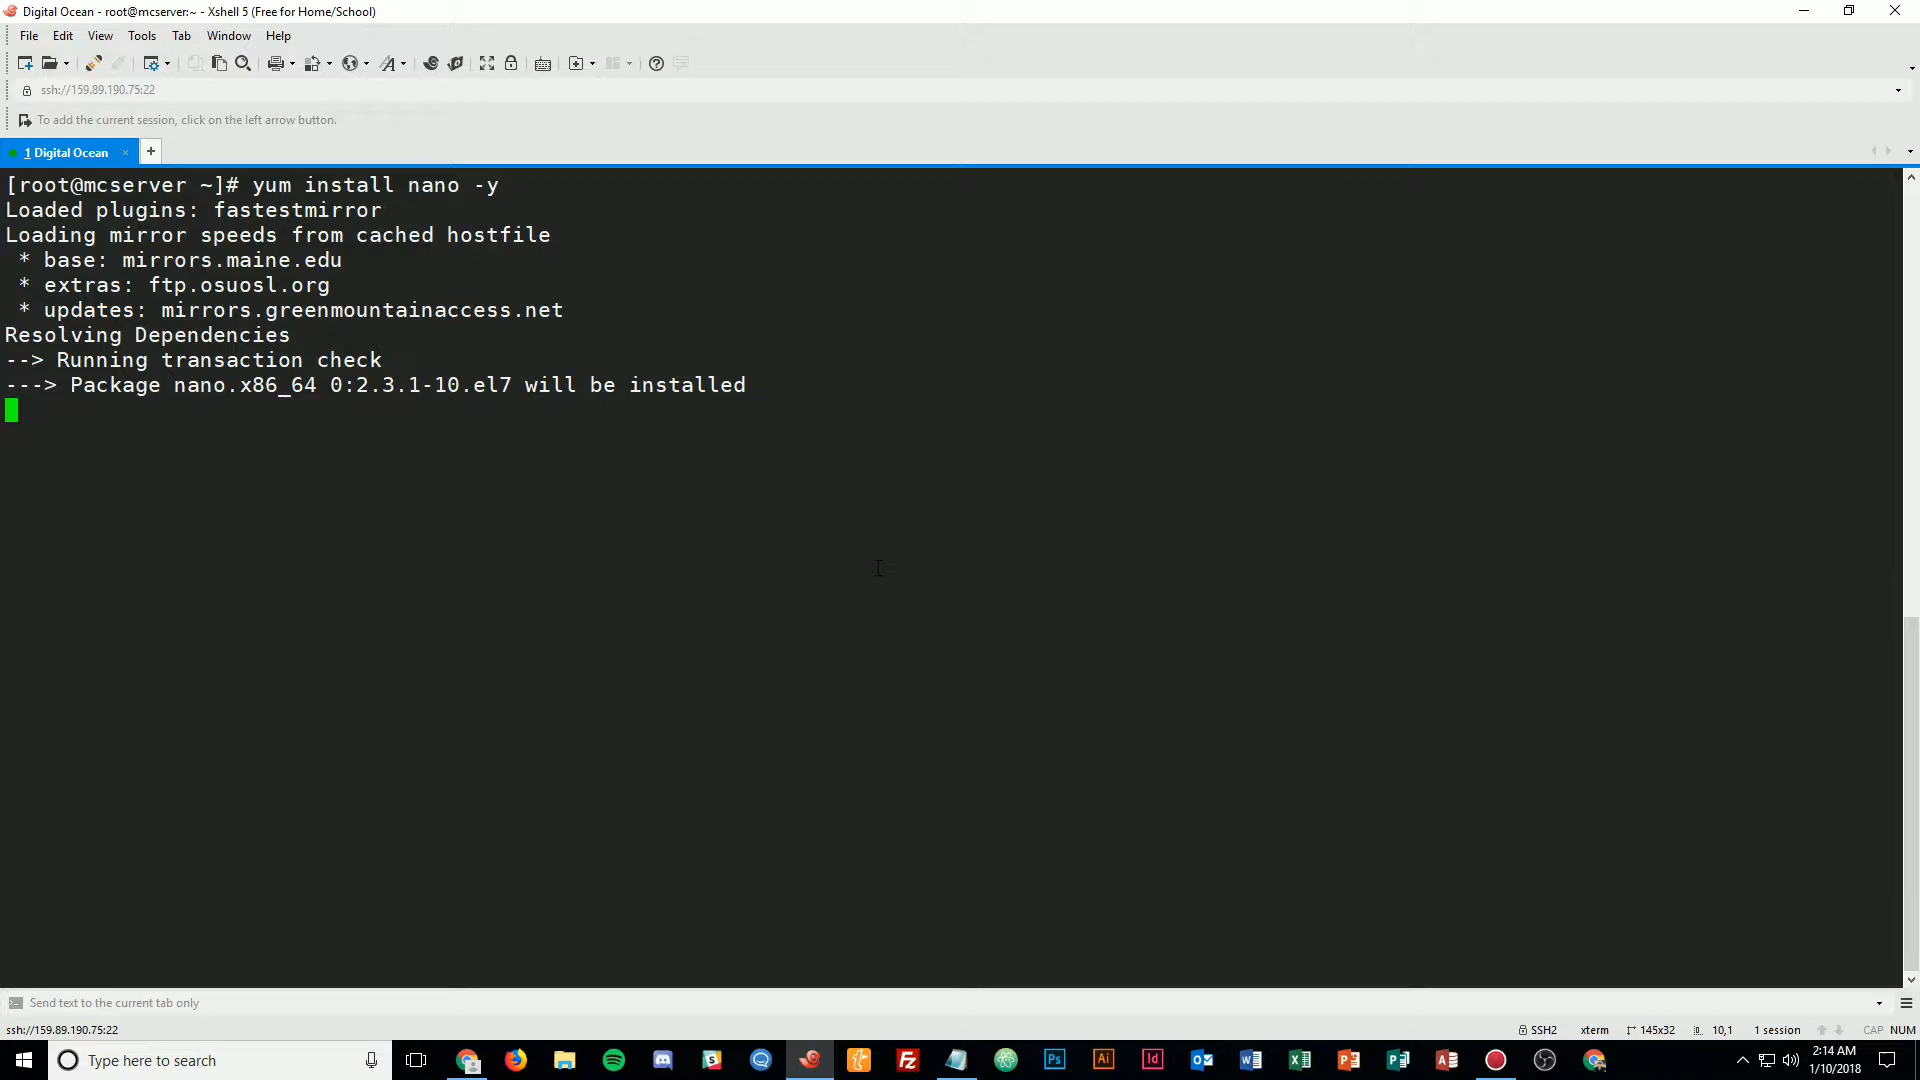 Digital Ocean - root@mcserver:~ - Xshell 5 (Free for Home/School)
File Edit View Tools Tab Window Help
ssh://159.89.190.75:22
To add the current session, click on the left arrow button.
1 Digital Ocean × +
[root@mcserver ~]# yum install nano -y
Loaded plugins: fastestmirror
Loading mirror speeds from cached hostfile
 * base: mirrors.maine.edu
 * extras: ftp.osuosl.org
 * updates: mirrors.greenmountainaccess.net
Resolving Dependencies
--> Running transaction check
---> Package nano.x86_64 0:2.3.1-10.el7 will be installed
Send text to the current tab only
ssh://159.89.190.75:22 SSH2 xterm 145x32 10,1 1 session CAP NUM
Type here to search
Fz Ps Ai Id
2:14 AM
1/10/2018